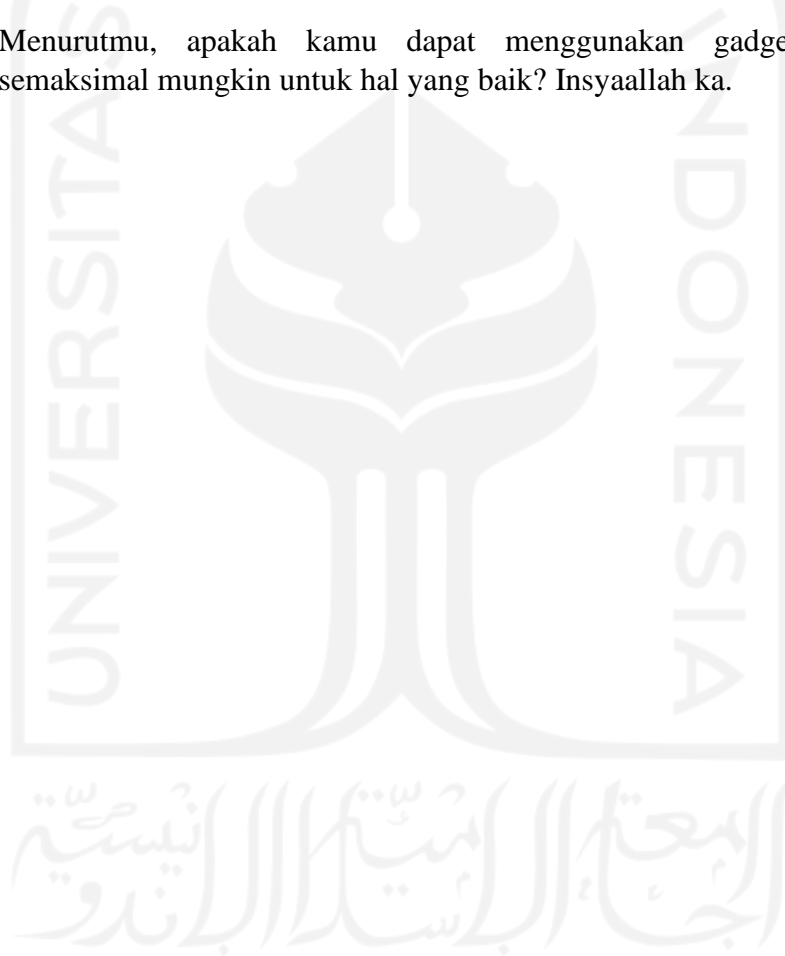 Menurutmu, apakah kamu dapat menggunakan gadge
semaksimal mungkin untuk hal yang baik? Insyaallah ka.
UNIVERSITAS
INDONESIA